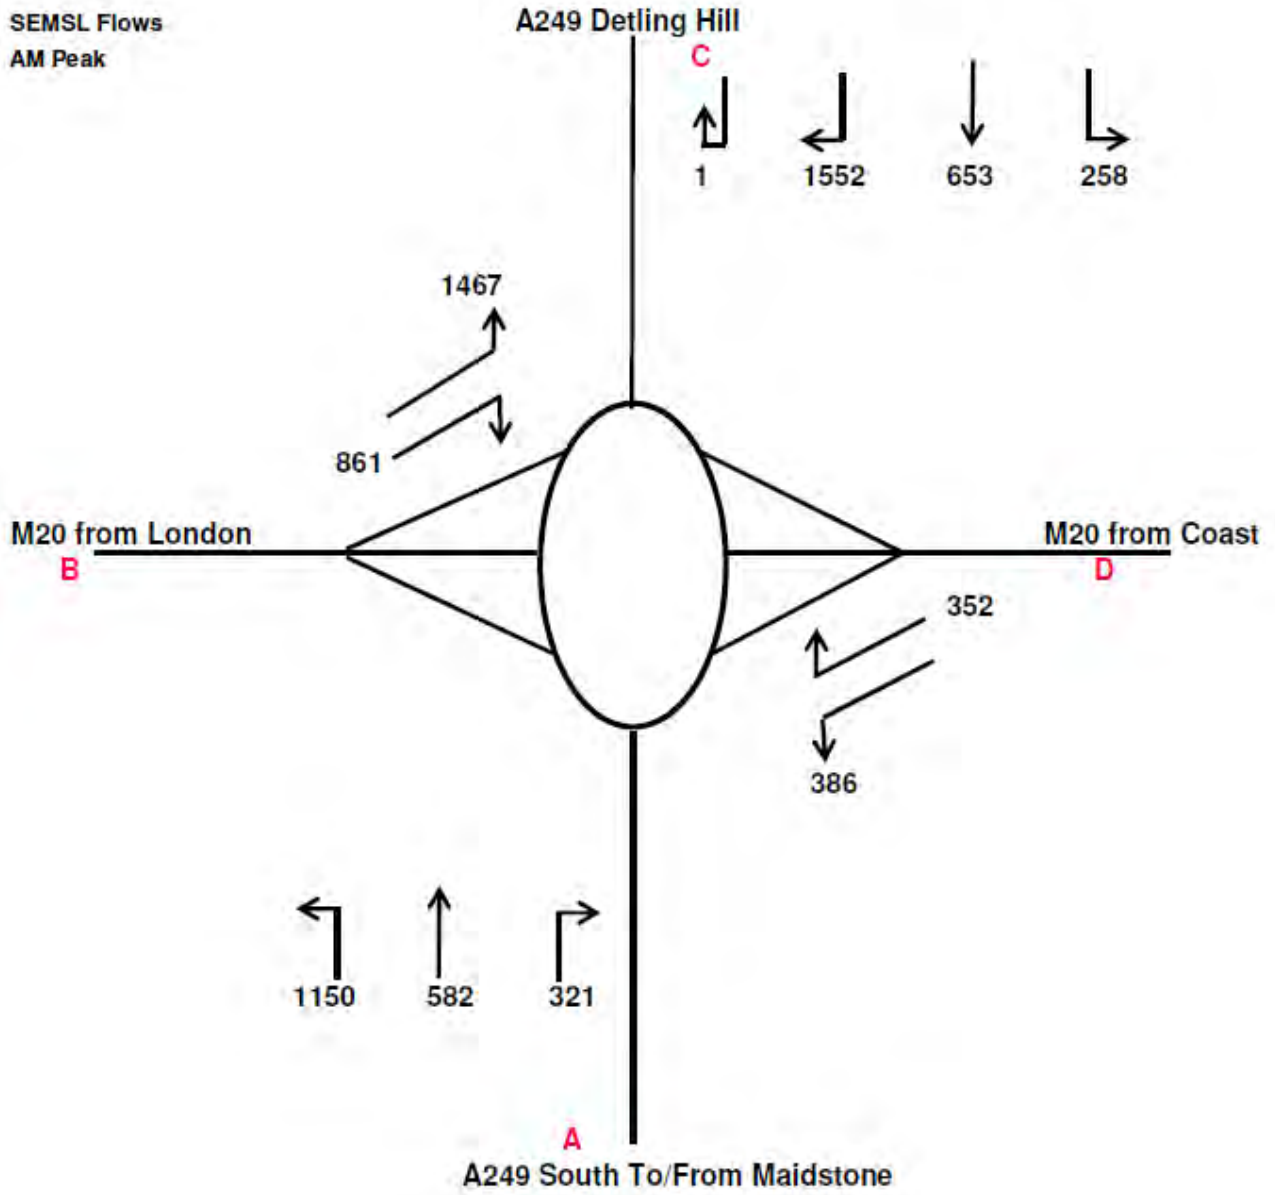 SEMSL Flows
AM Peak
A249 Detling Hill
C
1
1552
653
258
1467
861
M20 from London
B
M20 from Coast
D
352
386
1150
582
321
A
A249 South To/From Maidstone